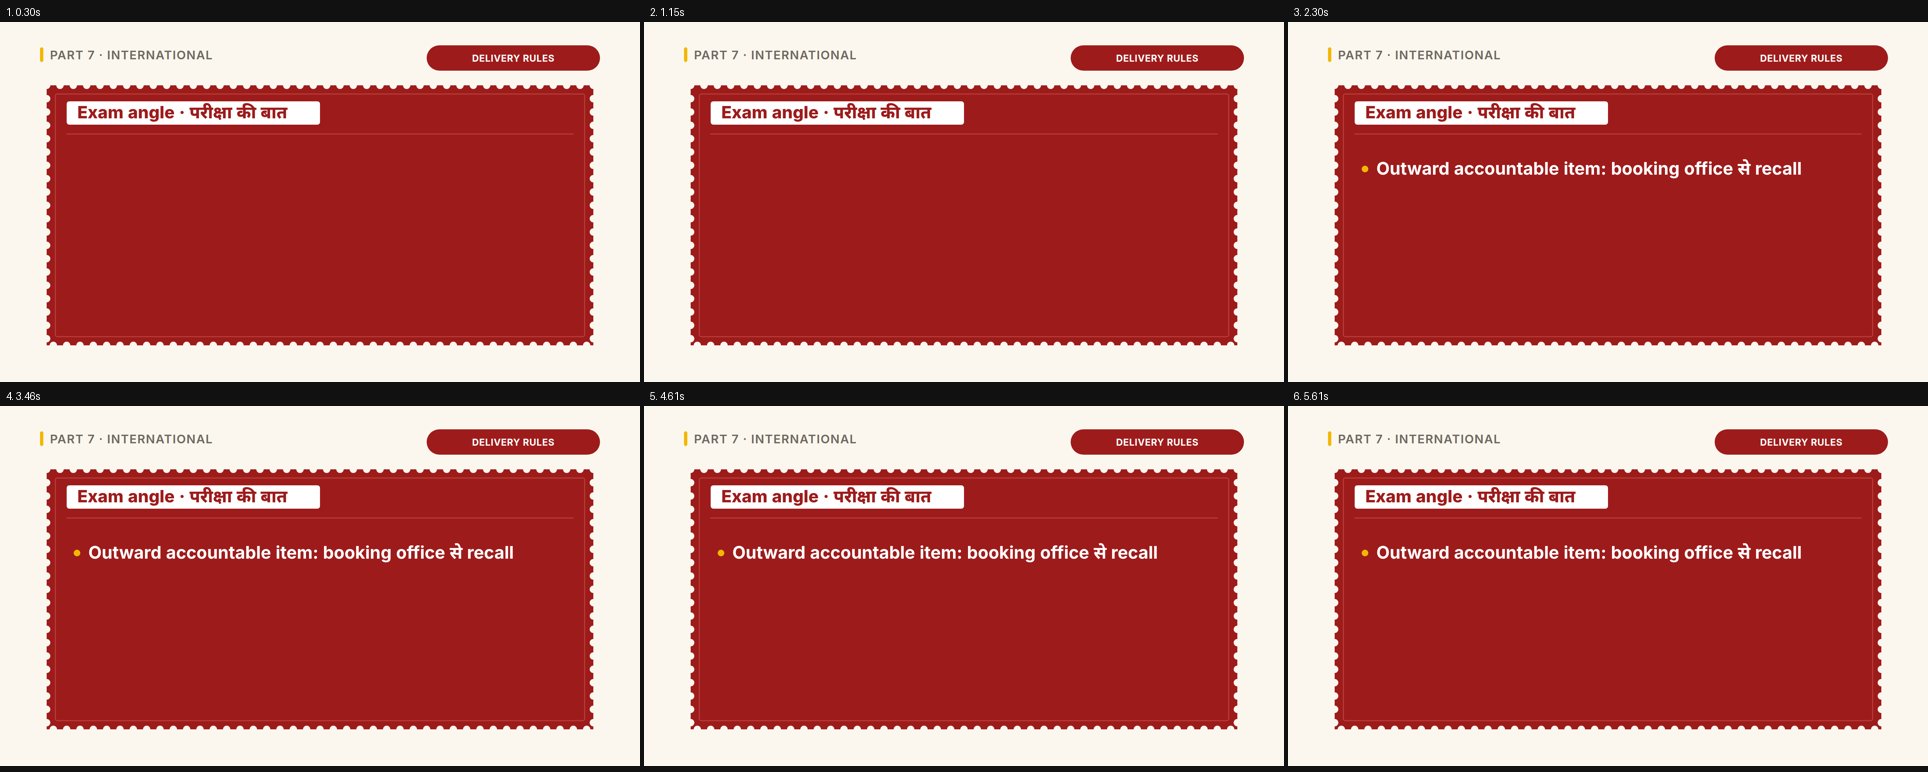 1. 0.30s
PART 7 · INTERNATIONAL
DELIVERY RULES
Exam angle · परीक्षा की बात
2. 1.15s
PART 7 · INTERNATIONAL
DELIVERY RULES
Exam angle · परीक्षा की बात
3. 2.30s
PART 7 · INTERNATIONAL
DELIVERY RULES
Exam angle · परीक्षा की बात
• Outward accountable item: booking office से recall
4. 3.46s
PART 7 · INTERNATIONAL
DELIVERY RULES
Exam angle · परीक्षा की बात
• Outward accountable item: booking office से recall
5. 4.61s
PART 7 · INTERNATIONAL
DELIVERY RULES
Exam angle · परीक्षा की बात
• Outward accountable item: booking office से recall
6. 5.61s
PART 7 · INTERNATIONAL
DELIVERY RULES
Exam angle · परीक्षा की बात
• Outward accountable item: booking office से recall